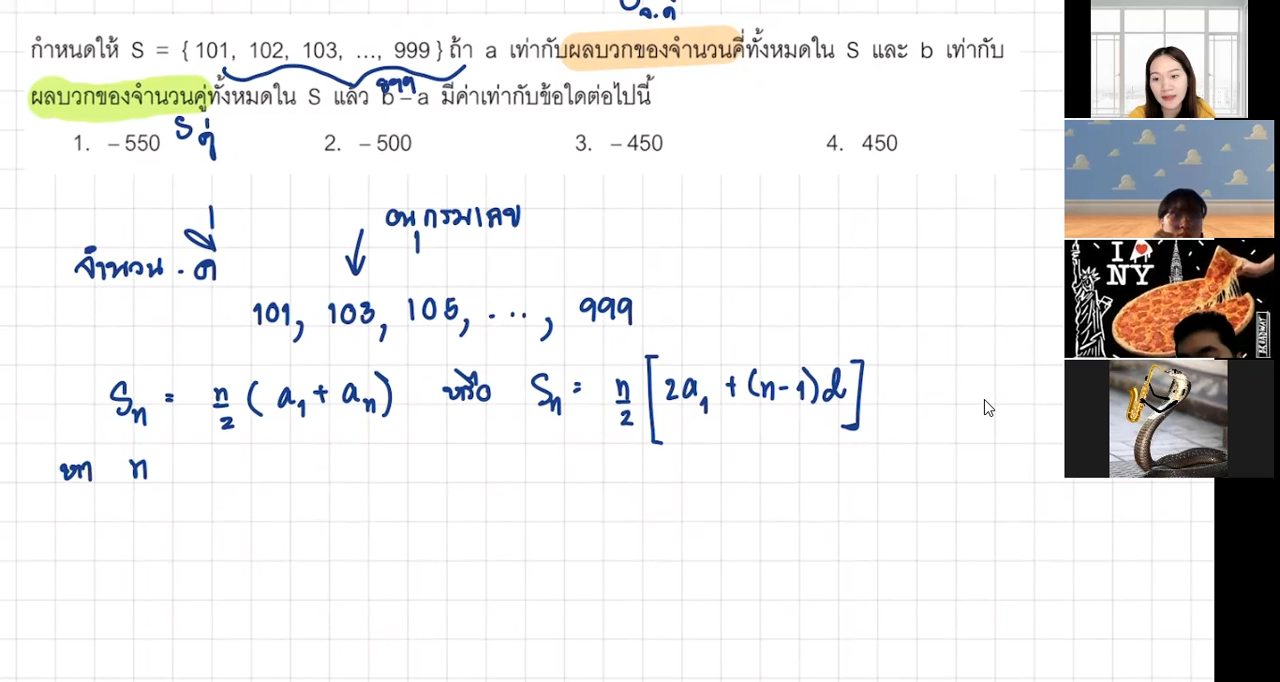 กำหนดให้ S = { 101, 102, 103, ..., 999 } ถ้า a เท่ากับผลบวกของจำนวนคี่ทั้งหมดใน S และ b เท่ากับ
899
ผลบวกของจำนวนคู่ทั้งหมดใน S แล้ว b – a มีค่าเท่ากับข้อใดต่อไปนี้
S คู่
1. – 550 2. – 500 3. – 450 4. 450
อนุกรมเลข
จำนวน คี่
101, 103, 105, ..., 999
Sn = n/2 ( a1 + an ) หรือ Sn = n/2 [ 2a1 + (n-1)d ]
หา n
I NY